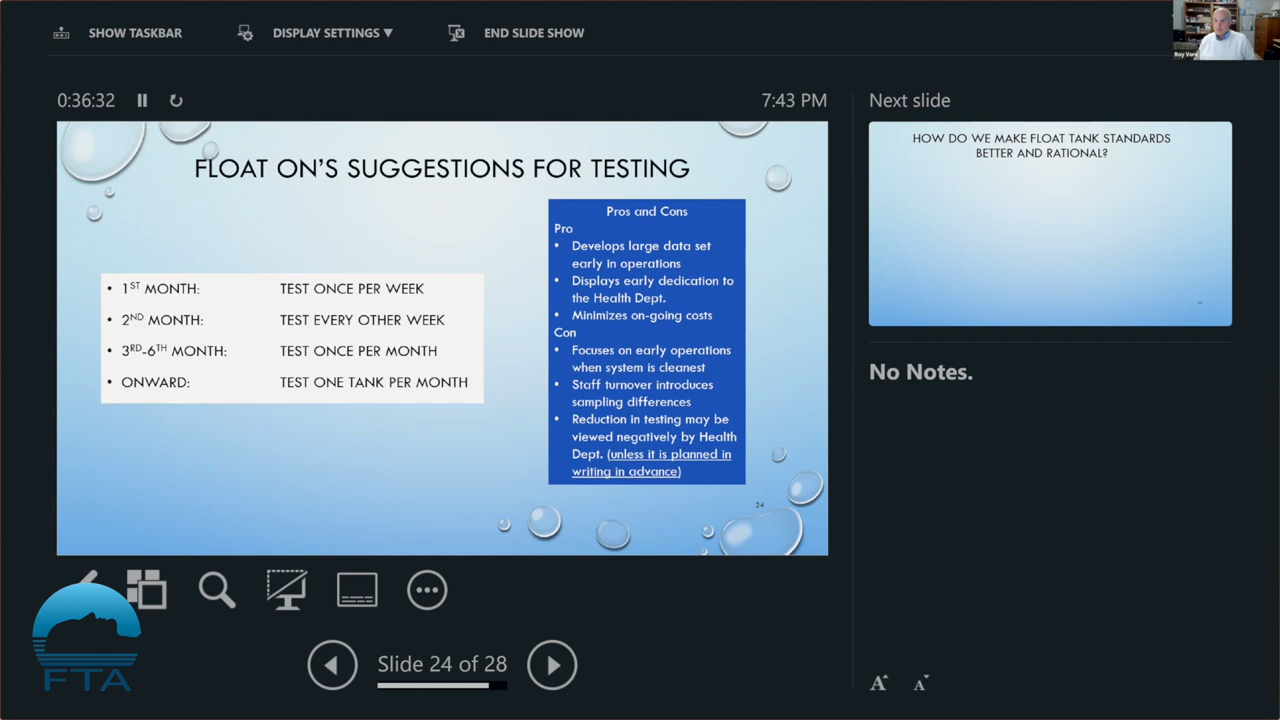 SHOW TASKBAR
DISPLAY SETTINGS ▼
END SLIDE SHOW
Roy Vore
0:36:32
7:43 PM
Next slide
FLOAT ON'S SUGGESTIONS FOR TESTING
• 1ST MONTH: TEST ONCE PER WEEK
• 2ND MONTH: TEST EVERY OTHER WEEK
• 3RD-6TH MONTH: TEST ONCE PER MONTH
• ONWARD: TEST ONE TANK PER MONTH
Pros and Cons
Pro
• Develops large data set
early in operations
• Displays early dedication to
the Health Dept.
• Minimizes on-going costs
Con
• Focuses on early operations
when system is cleanest
• Staff turnover introduces
sampling differences
• Reduction in testing may be
viewed negatively by Health
Dept. (unless it is planned in
writing in advance)
24
HOW DO WE MAKE FLOAT TANK STANDARDS
BETTER AND RATIONAL?
No Notes.
Slide 24 of 28
FTA
A
A